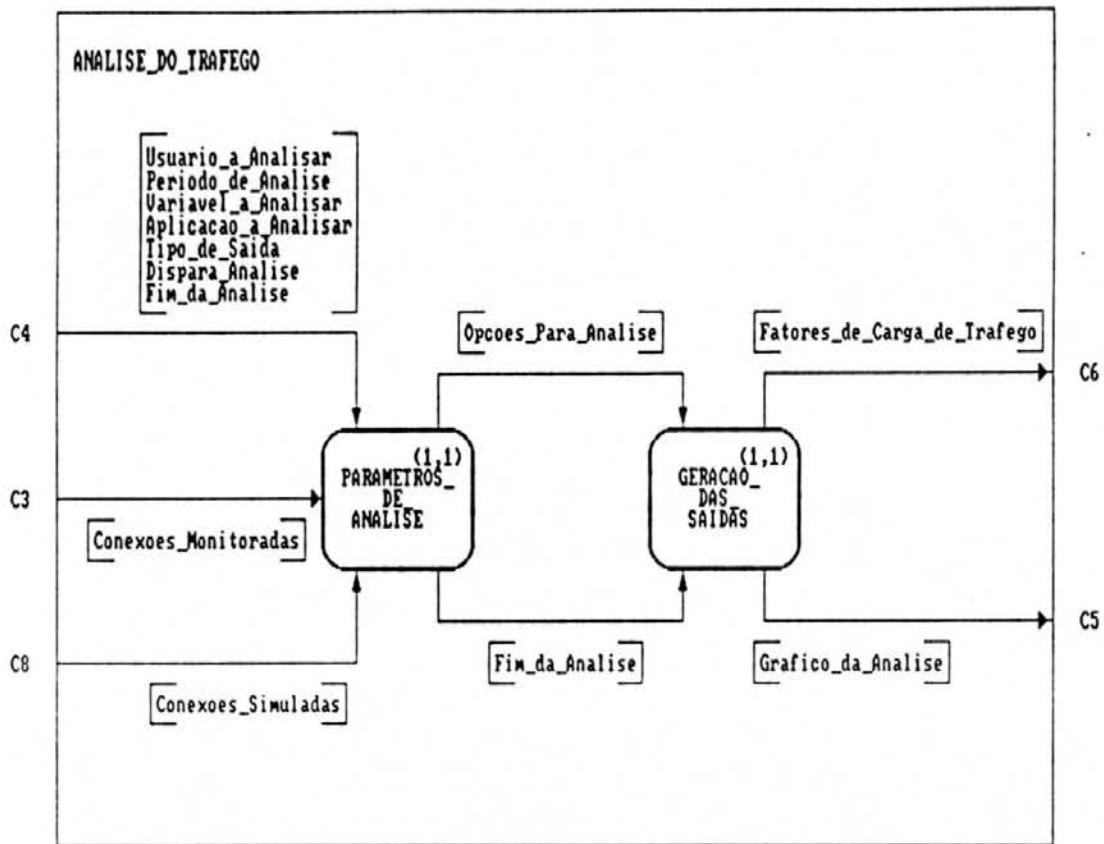 ANALISE_DO_TRAFEGO
Usuario_a_Analisar
Periodo_de_Analise
Variavel_a_Analisar
Aplicacao_a_Analisar
Tipo_de_Saida
Dispara_Analise
Fim_da_Analise
C4
Opcoes_Para_Analise
Fatores_de_Carga_de_Trafego
C6
(1,1)
PARAMETROS_
DE_
ANALISE
(1,1)
GERACAO_
DAS_
SAIDAS
C3
Conexoes_Monitoradas
C5
C8
Fim_da_Analise
Grafico_da_Analise
Conexoes_Simuladas